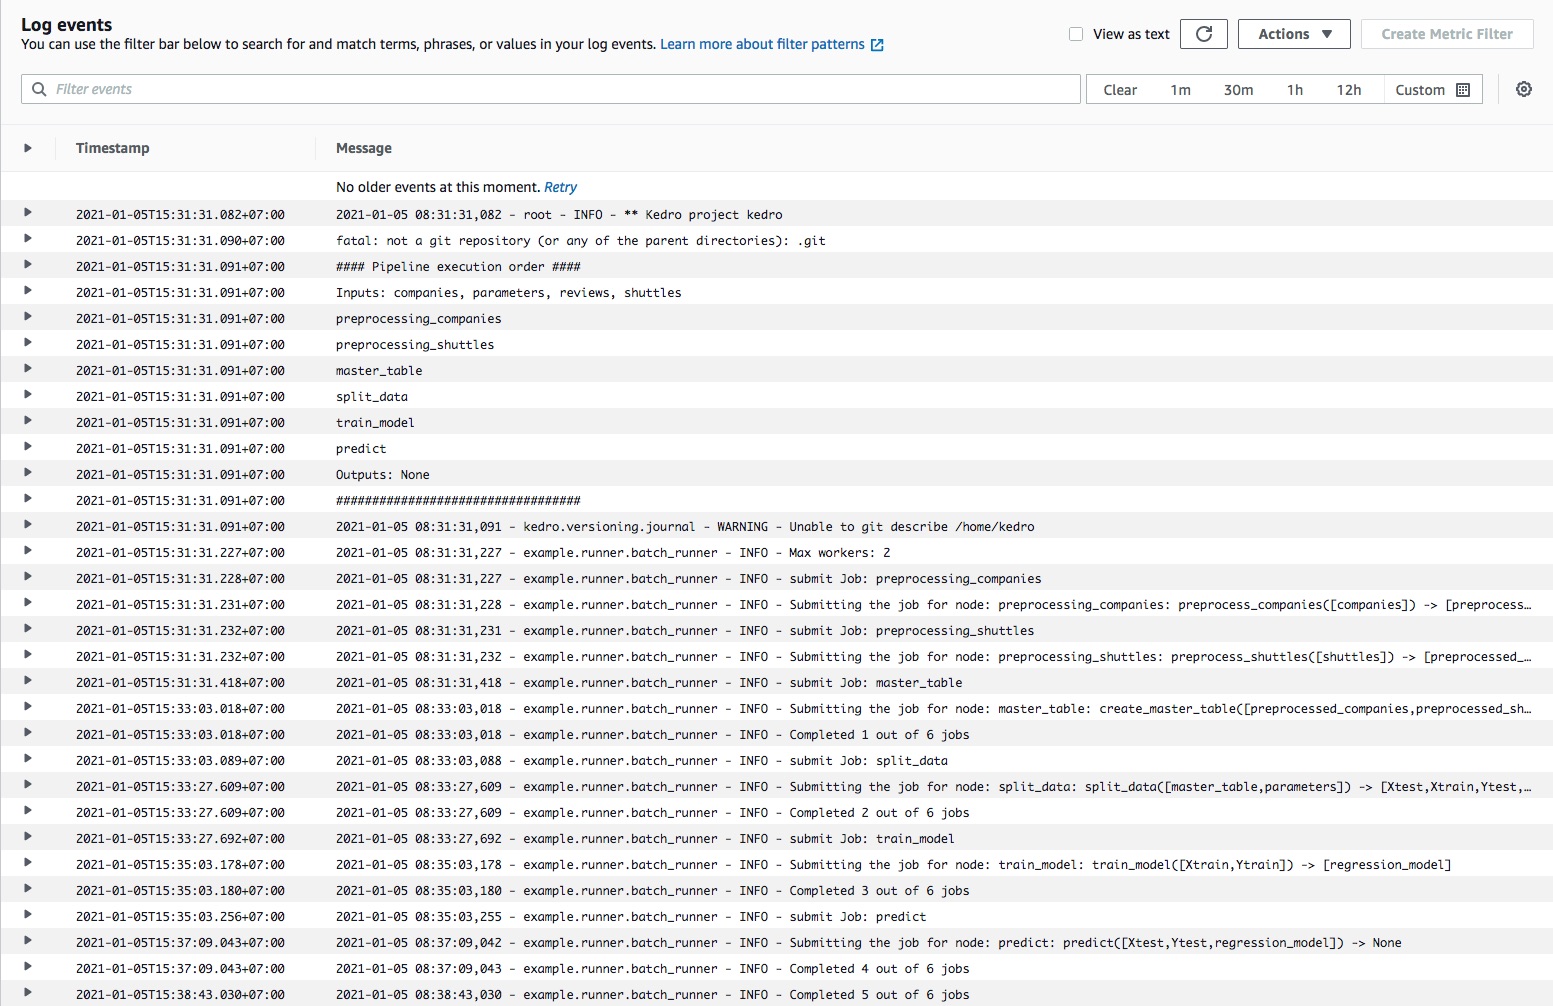 Log events
You can use the filter bar below to search for and match terms, phrases, or values in your log events. Learn more about filter patterns
View as text
Actions
Create Metric Filter
Filter events
Clear 1m 30m 1h 12h Custom
Timestamp Message
No older events at this moment. Retry
2021-01-05T15:31:31.082+07:00 2021-01-05 08:31:31,082 - root - INFO - ** Kedro project kedro
2021-01-05T15:31:31.090+07:00 fatal: not a git repository (or any of the parent directories): .git
2021-01-05T15:31:31.091+07:00 #### Pipeline execution order ####
2021-01-05T15:31:31.091+07:00 Inputs: companies, parameters, reviews, shuttles
2021-01-05T15:31:31.091+07:00 preprocessing_companies
2021-01-05T15:31:31.091+07:00 preprocessing_shuttles
2021-01-05T15:31:31.091+07:00 master_table
2021-01-05T15:31:31.091+07:00 split_data
2021-01-05T15:31:31.091+07:00 train_model
2021-01-05T15:31:31.091+07:00 predict
2021-01-05T15:31:31.091+07:00 Outputs: None
2021-01-05T15:31:31.091+07:00 ##################################
2021-01-05T15:31:31.091+07:00 2021-01-05 08:31:31,091 - kedro.versioning.journal - WARNING - Unable to git describe /home/kedro
2021-01-05T15:31:31.227+07:00 2021-01-05 08:31:31,227 - example.runner.batch_runner - INFO - Max workers: 2
2021-01-05T15:31:31.228+07:00 2021-01-05 08:31:31,227 - example.runner.batch_runner - INFO - submit Job: preprocessing_companies
2021-01-05T15:31:31.231+07:00 2021-01-05 08:31:31,228 - example.runner.batch_runner - INFO - Submitting the job for node: preprocessing_companies: preprocess_companies([companies]) -> [preprocess…
2021-01-05T15:31:31.232+07:00 2021-01-05 08:31:31,231 - example.runner.batch_runner - INFO - submit Job: preprocessing_shuttles
2021-01-05T15:31:31.232+07:00 2021-01-05 08:31:31,232 - example.runner.batch_runner - INFO - Submitting the job for node: preprocessing_shuttles: preprocess_shuttles([shuttles]) -> [preprocessed_…
2021-01-05T15:31:31.418+07:00 2021-01-05 08:31:31,418 - example.runner.batch_runner - INFO - submit Job: master_table
2021-01-05T15:33:03.018+07:00 2021-01-05 08:33:03,018 - example.runner.batch_runner - INFO - Submitting the job for node: master_table: create_master_table([preprocessed_companies,preprocessed_sh…
2021-01-05T15:33:03.018+07:00 2021-01-05 08:33:03,018 - example.runner.batch_runner - INFO - Completed 1 out of 6 jobs
2021-01-05T15:33:03.089+07:00 2021-01-05 08:33:03,088 - example.runner.batch_runner - INFO - submit Job: split_data
2021-01-05T15:33:27.609+07:00 2021-01-05 08:33:27,609 - example.runner.batch_runner - INFO - Submitting the job for node: split_data: split_data([master_table,parameters]) -> [Xtest,Xtrain,Ytest,…
2021-01-05T15:33:27.609+07:00 2021-01-05 08:33:27,609 - example.runner.batch_runner - INFO - Completed 2 out of 6 jobs
2021-01-05T15:33:27.692+07:00 2021-01-05 08:33:27,692 - example.runner.batch_runner - INFO - submit Job: train_model
2021-01-05T15:35:03.178+07:00 2021-01-05 08:35:03,178 - example.runner.batch_runner - INFO - Submitting the job for node: train_model: train_model([Xtrain,Ytrain]) -> [regression_model]
2021-01-05T15:35:03.180+07:00 2021-01-05 08:35:03,180 - example.runner.batch_runner - INFO - Completed 3 out of 6 jobs
2021-01-05T15:35:03.256+07:00 2021-01-05 08:35:03,255 - example.runner.batch_runner - INFO - submit Job: predict
2021-01-05T15:37:09.043+07:00 2021-01-05 08:37:09,042 - example.runner.batch_runner - INFO - Submitting the job for node: predict: predict([Xtest,Ytest,regression_model]) -> None
2021-01-05T15:37:09.043+07:00 2021-01-05 08:37:09,043 - example.runner.batch_runner - INFO - Completed 4 out of 6 jobs
2021-01-05T15:38:43.030+07:00 2021-01-05 08:38:43,030 - example.runner.batch_runner - INFO - Completed 5 out of 6 jobs